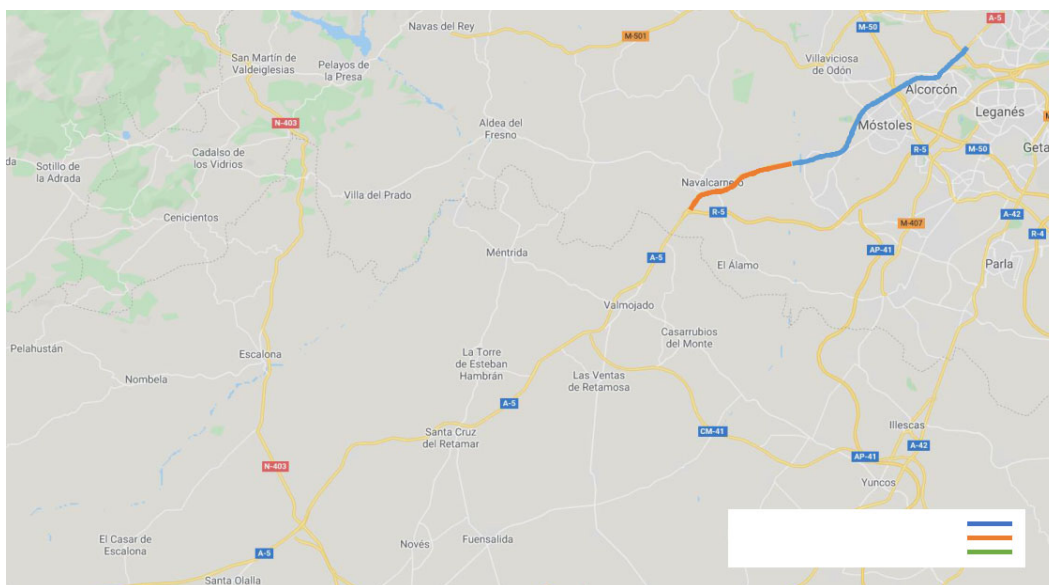 Navas del Rey
M-50
A-5
M-501
San Martín de
Valdeiglesias
Pelayos de
la Presa
Villaviciosa
de Odón
Alcorcón
Leganés
N-403
Aldea del
Fresno
Móstoles
Cadalso de
los Vidrios
R-5
M-50
Geta
da
Sotillo de
la Adrada
Navalcarnero
Villa del Prado
Cenicientos
R-5
A-42
M-407
R-4
Méntrida
A-5
AP-41
El Álamo
Parla
Valmojado
Casarrubios
del Monte
Pelahustán
Escalona
La Torre
de Esteban
Hambrán
Nombela
Las Ventas
de Retamosa
A-5
Santa Cruz
del Retamar
CM-41
Illescas
A-42
N-403
AP-41
Yuncos
El Casar de
Escalona
Novés
Fuensalida
A-5
Santa Olalla